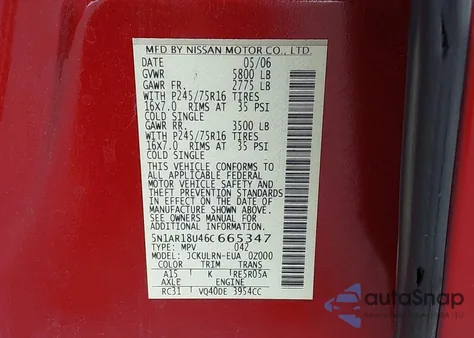 MFD BY NISSAN MOTOR CO., LTD.
DATE 05/06
GVWR 5800 LB
GAWR FR. 2775 LB
WITH P245/75R16 TIRES
16X7.0 RIMS AT 35 PSI
COLD SINGLE
GAWR RR. 3500 LB
WITH P245/75R16 TIRES
16X7.0 RIMS AT 35 PSI
COLD SINGLE
THIS VEHICLE CONFORMS TO
ALL APPLICABLE FEDERAL
MOTOR VEHICLE SAFETY AND
THEFT PREVENTION STANDARDS
IN EFFECT ON THE DATE OF
MANUFACTURE SHOWN ABOVE.
SEE OWNERS MANUAL FOR
ADDITIONAL INFORMATION
5N1AR18U46C665347
TYPE: MPV 042
MODEL: JCKULRN-EUA 0Z000
COLOR TRIM TRANS
A15 K RE5R05A
AXLE ENGINE
RC31 VQ40DE 3954CC
autoSnap